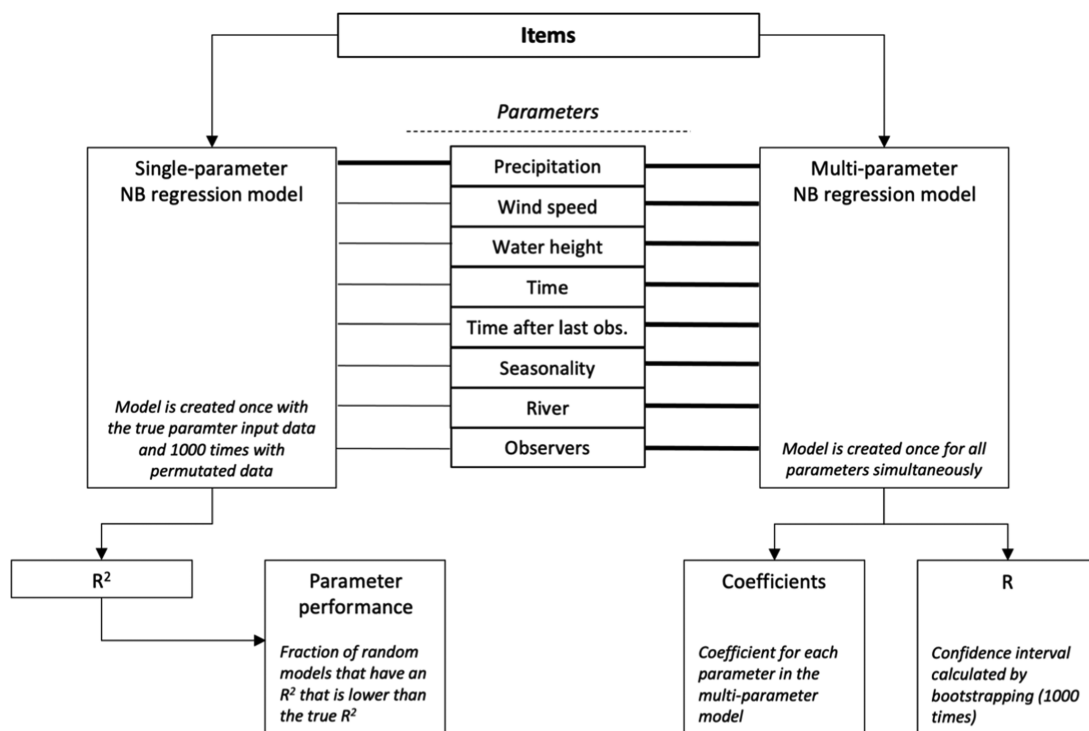 Items
Parameters
Single-parameter
NB regression model
Model is created once with
the true paramter input data
and 1000 times with
permutated data
Precipitation
Wind speed
Water height
Time
Time after last obs.
Seasonality
River
Observers
Multi-parameter
NB regression model
Model is created once for all
parameters simultaneously
R²
Parameter
performance
Fraction of random
models that have an
R² that is lower than
the true R²
Coefficients
Coefficient for each
parameter in the
multi-parameter
model
R
Confidence interval
calculated by
bootstrapping (1000
times)